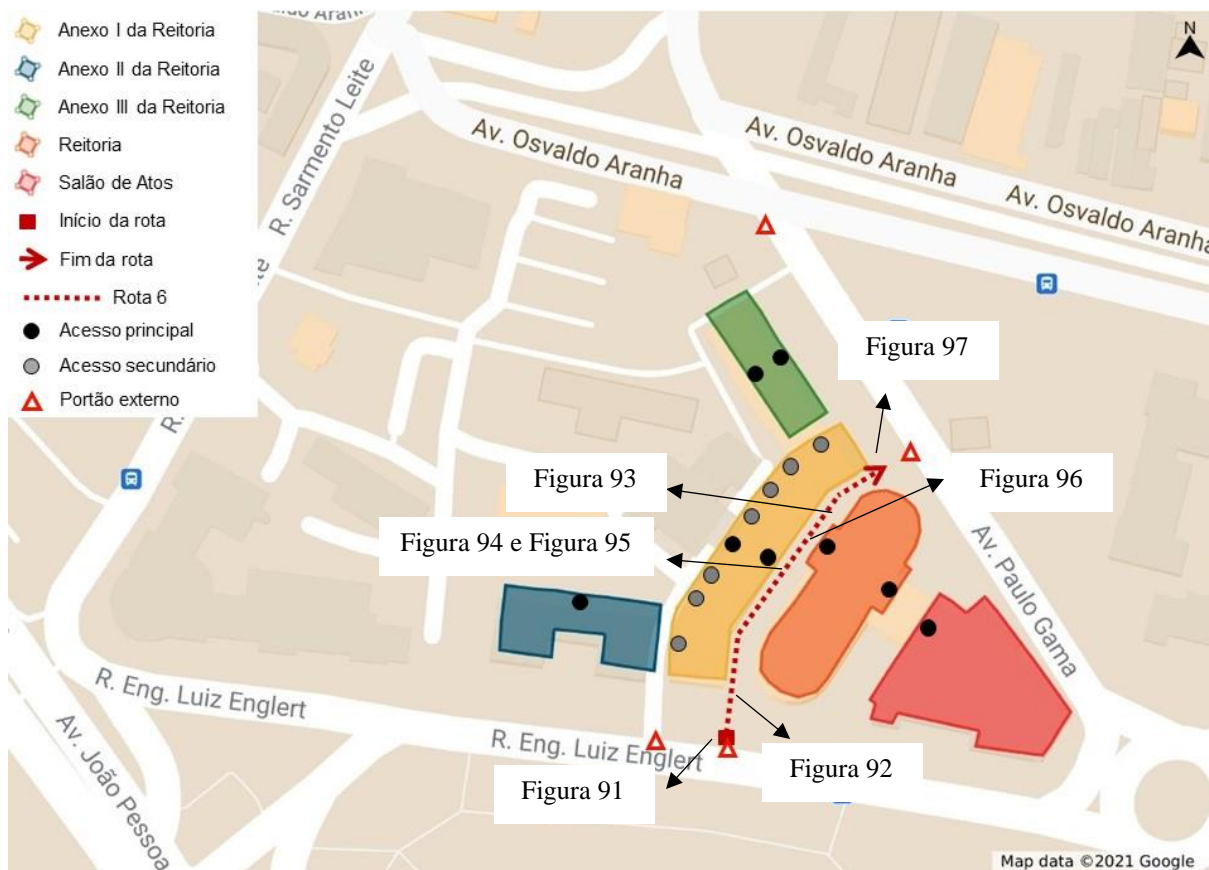 Anexo I da Reitoria
Anexo II da Reitoria
Anexo III da Reitoria
Reitoria
Salão de Atos
Início da rota
Fim da rota
Rota 6
Acesso principal
Acesso secundário
Portão externo
aldo Aranh
N
R. Sarmento Leite
Av. Osvaldo Aranha
Av. Osvaldo Aranha
Av. Osvaldo Aranha
Figura 97
Figura 93
Figura 96
Figura 94 e Figura 95
Av. Paulo Gama
R. Eng. Luiz Englert
R. Eng. Luiz Englert
Av. João Pessoa
Figura 91
Figura 92
Map data ©2021 Google